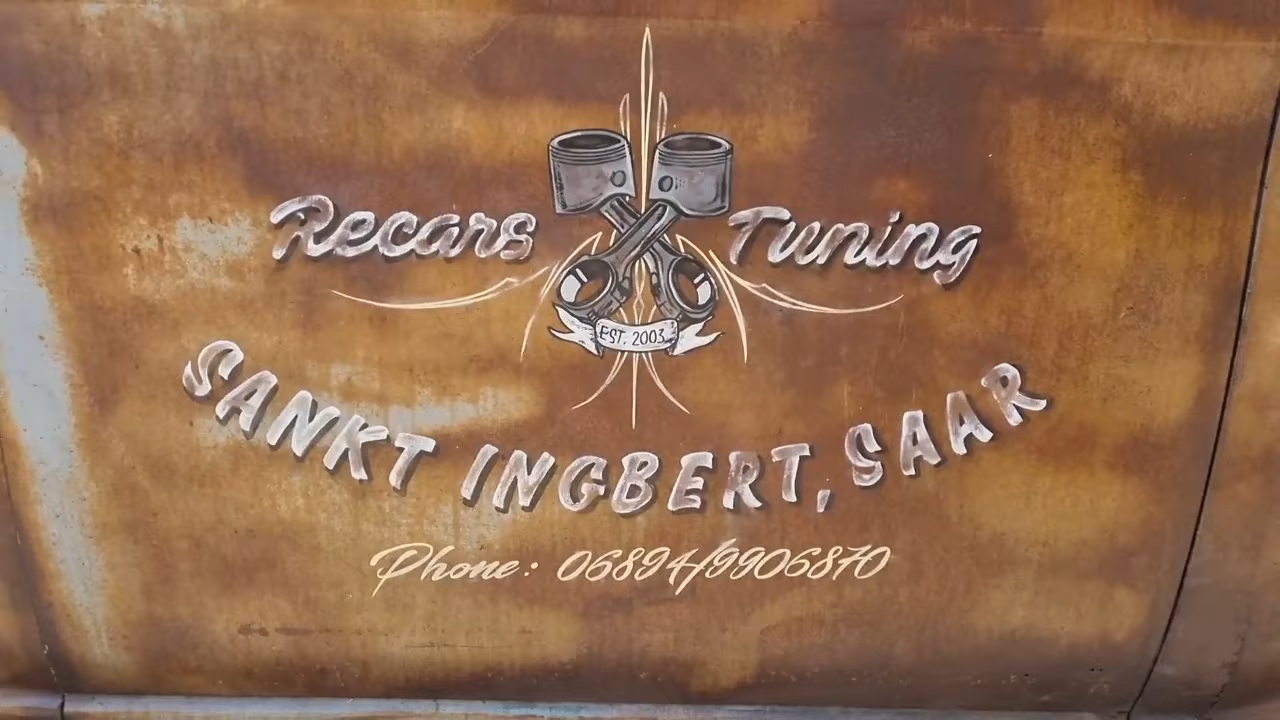 Recars Tuning
EST. 2003
SANKT INGBERT, SAAR
Phone: 06894/9906870